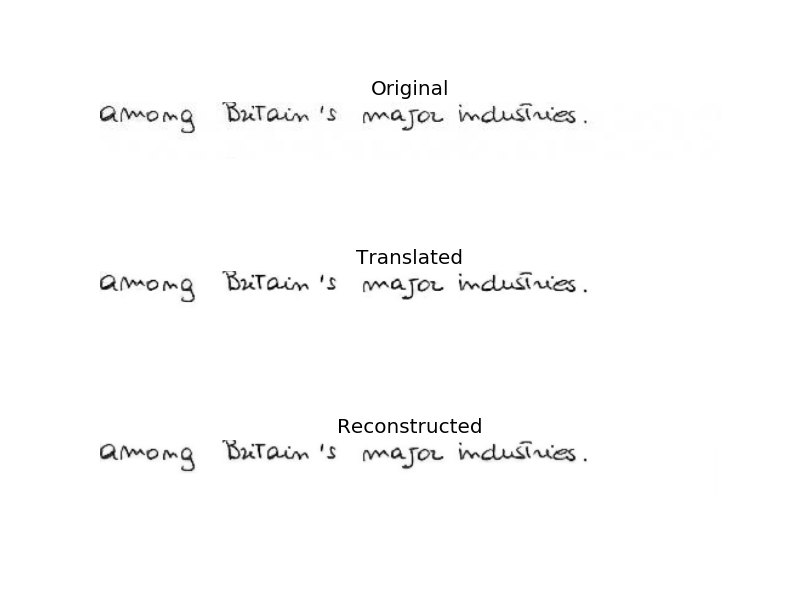 Original
among Britain's major industries.
Translated
among Britain's major industries.
Reconstructed
among Britain's major industries.